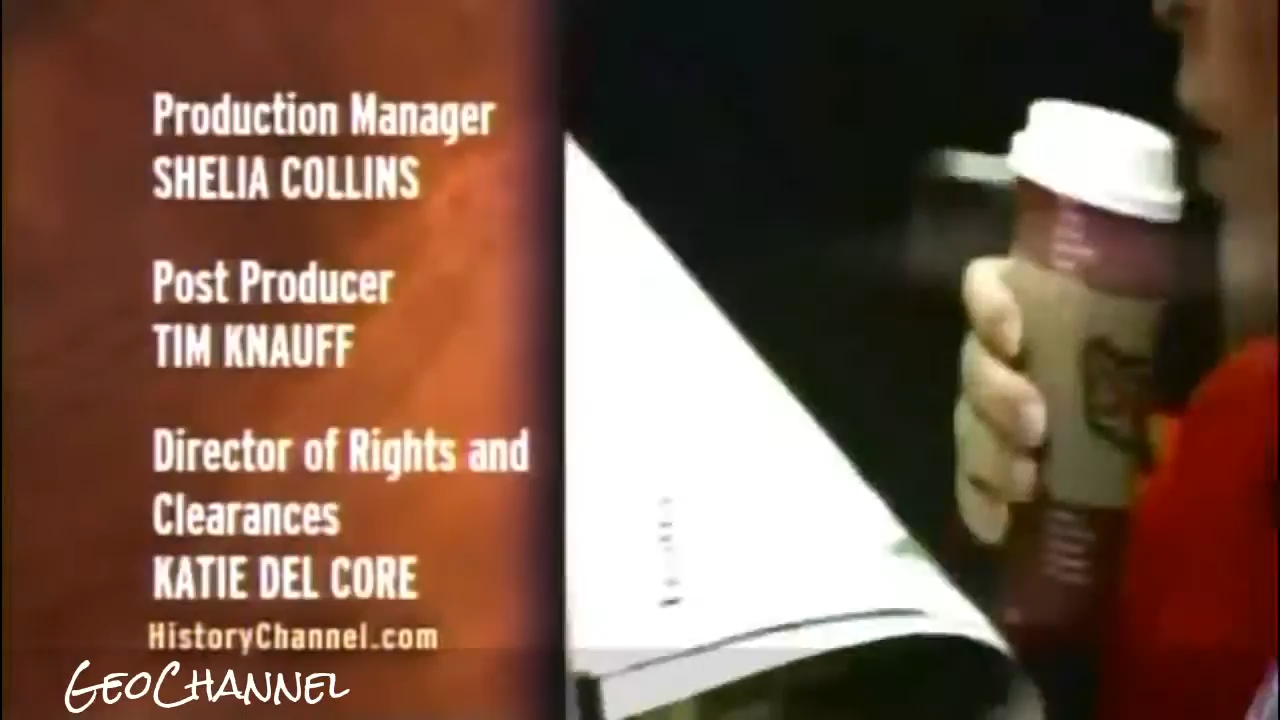 Production Manager
SHELIA COLLINS
Post Producer
TIM KNAUFF
Director of Rights and
Clearances
KATIE DEL CORE
HistoryChannel.com
GEOCHANNEL